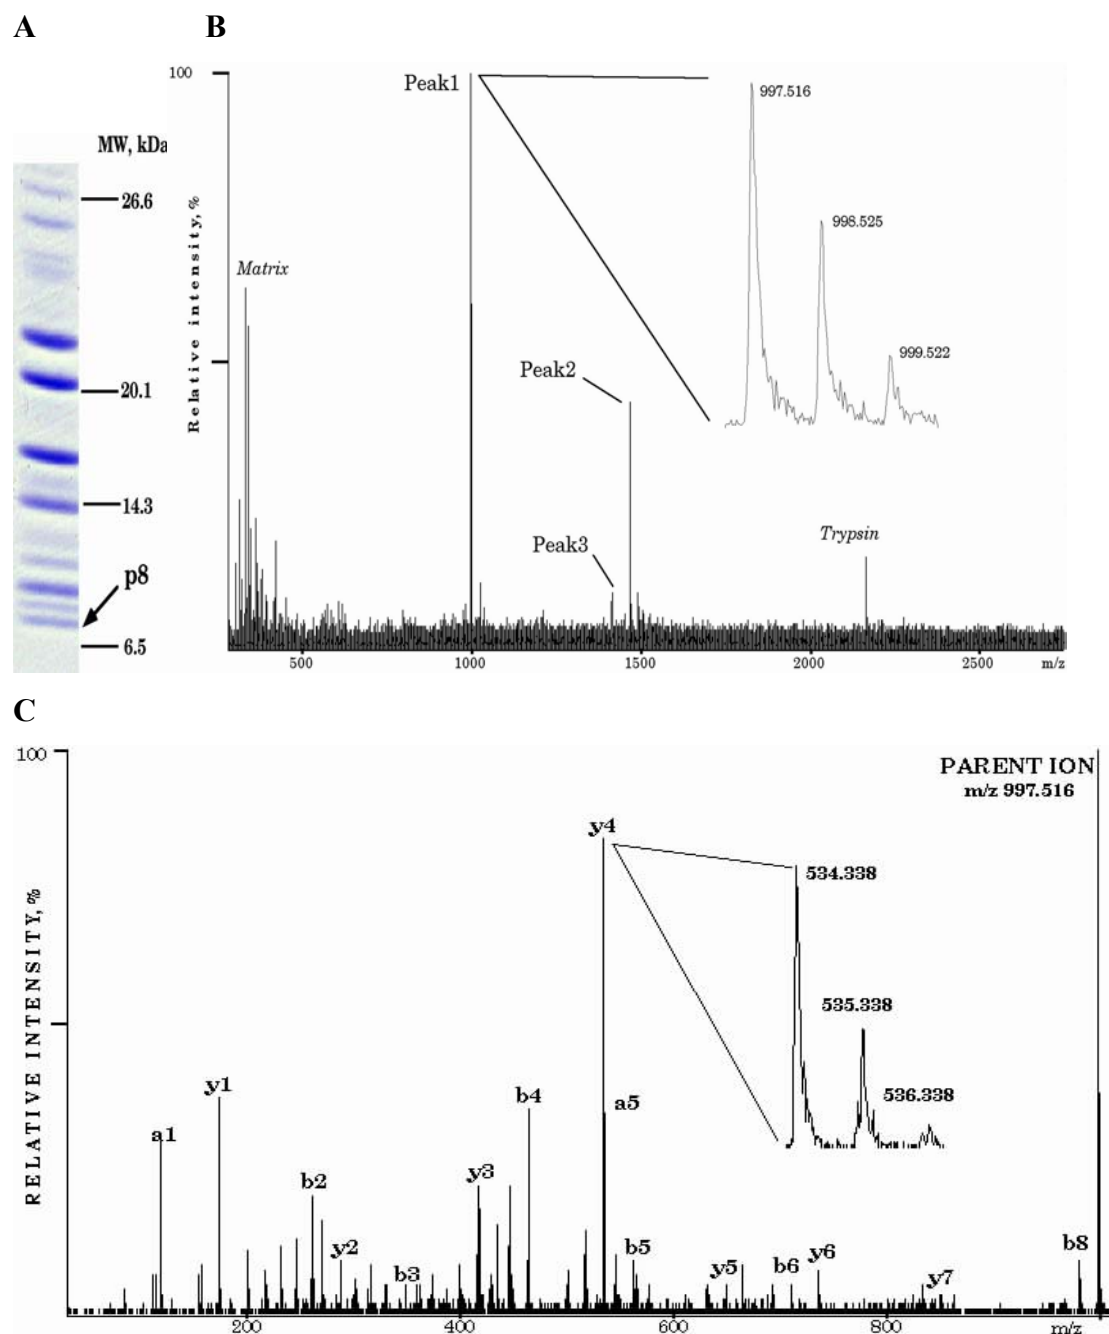 A
B
MW, kDa
26.6
20.1
14.3
p8
6.5
100
Relative intensity, %
Matrix
Peak1
Peak2
Peak3
Trypsin
997.516
998.525
999.522
500
1000
1500
2000
2500
m/z
C
100
RELATIVE INTENSITY, %
PARENT ION
m/z 997.516
y4
534.338
535.338
536.338
a5
y1
a1
b4
b2
y3
y2
b3
b5
y5
b6
y6
y7
b8
200
400
600
800
m/z